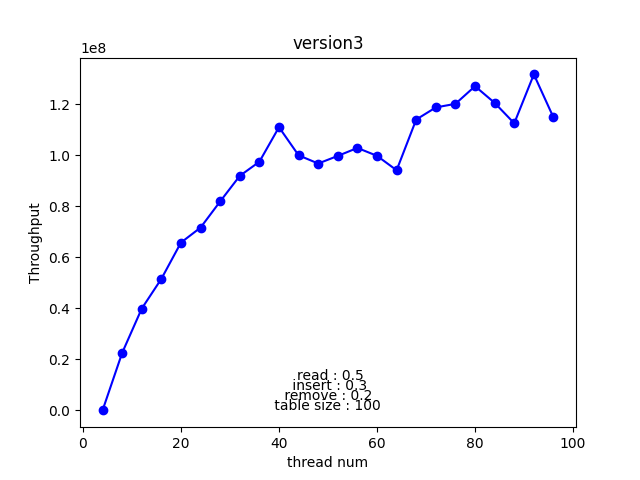 version3
1e8
1.2
1.0
0.8
0.6
0.4
0.2
0.0
Throughput
read : 0.5
insert : 0.3
remove : 0.2
table size : 100
0 20 40 60 80 100
thread num